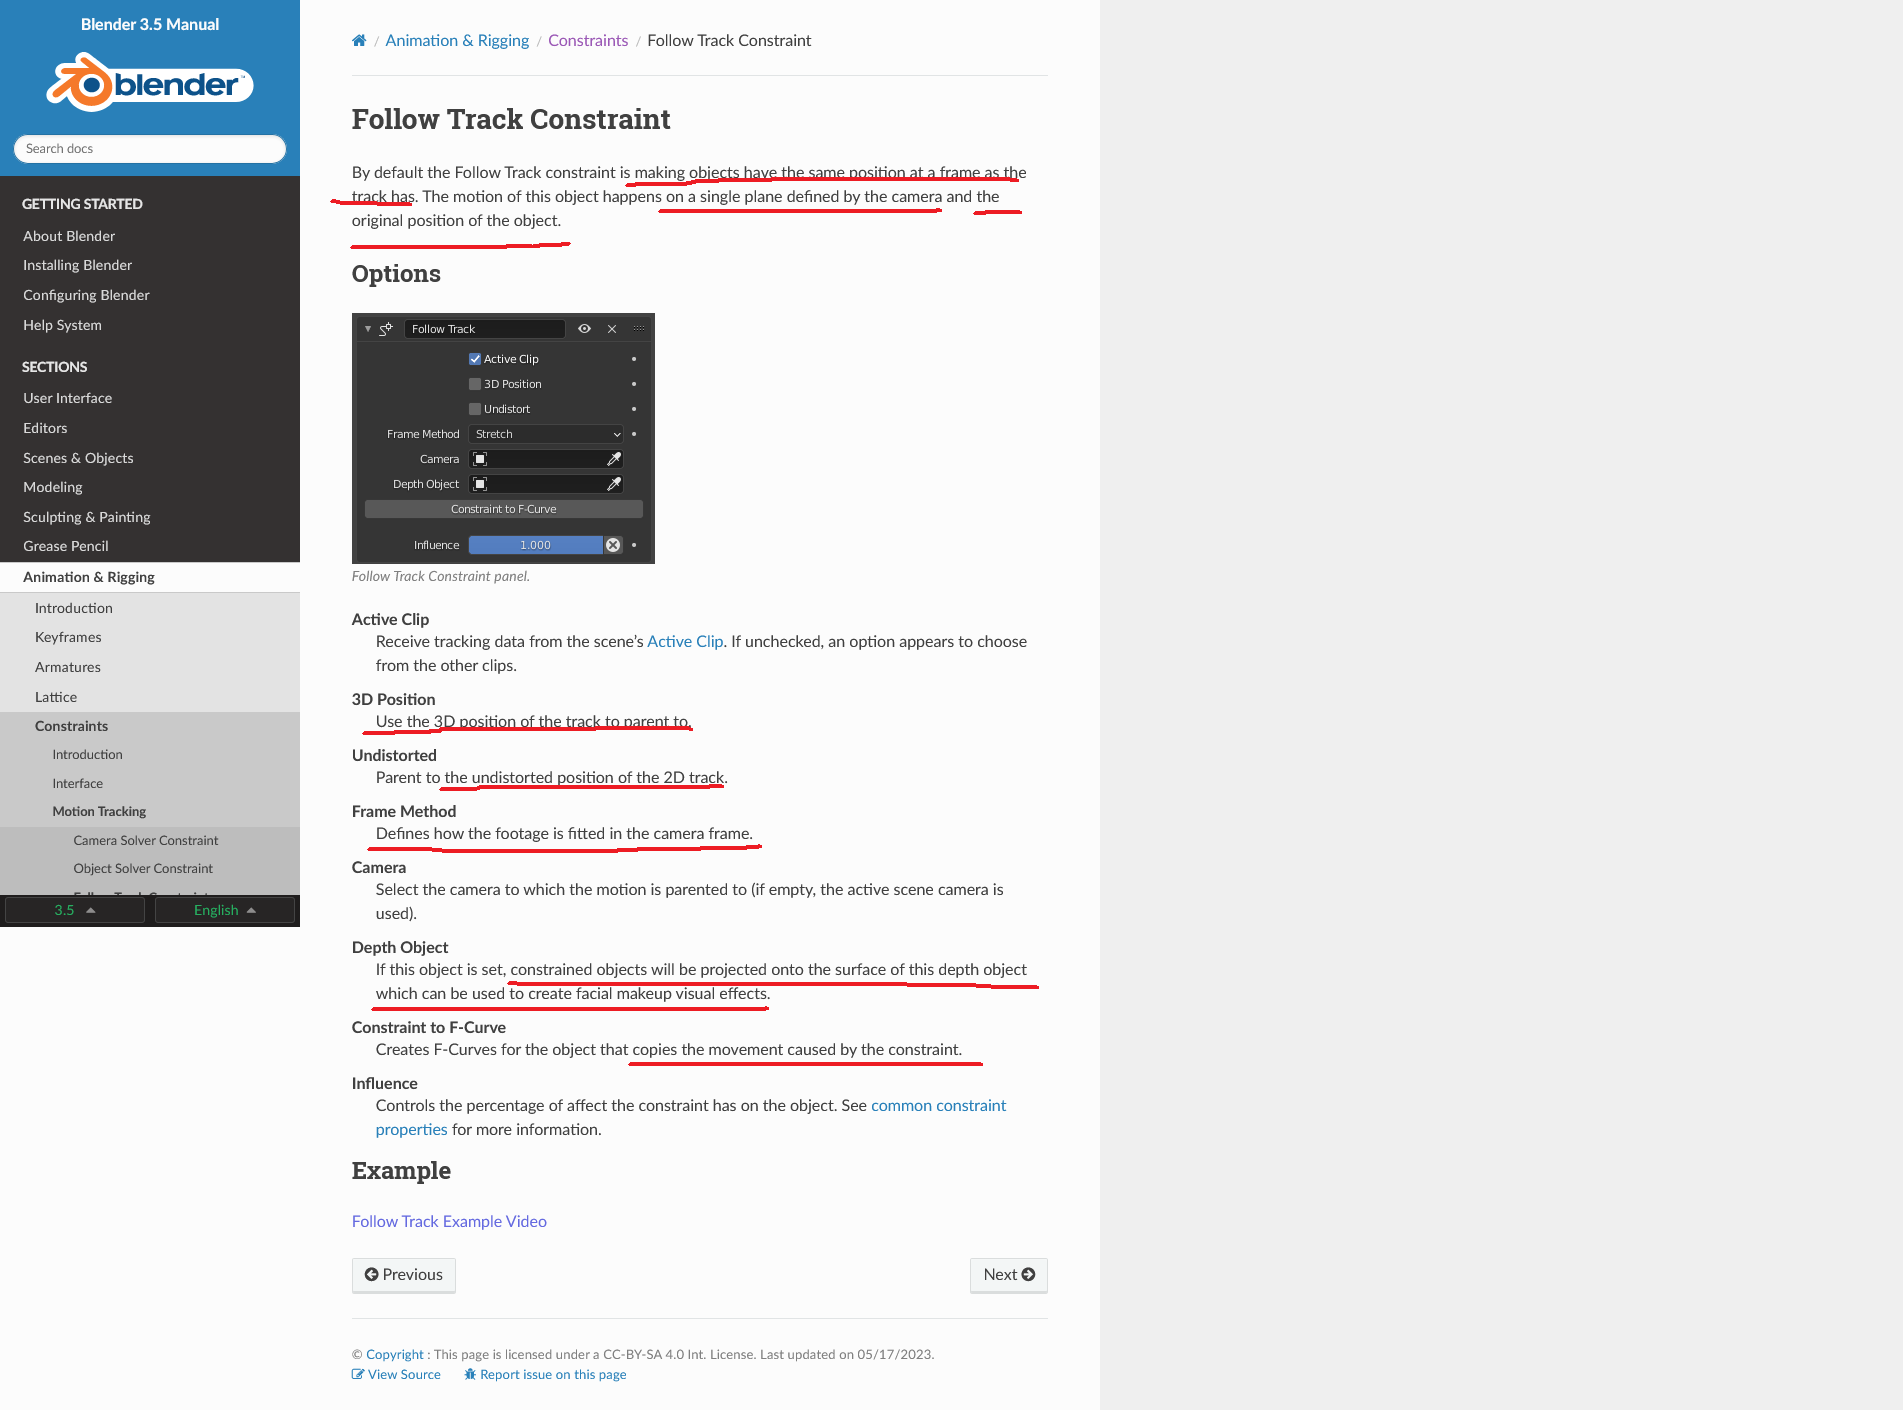 Blender 3.5 Manual
blender™
Search docs
GETTING STARTED
About Blender
Installing Blender
Configuring Blender
Help System
SECTIONS
User Interface
Editors
Scenes & Objects
Modeling
Sculpting & Painting
Grease Pencil
Animation & Rigging
Introduction
Keyframes
Armatures
Lattice
Constraints
Introduction
Interface
Motion Tracking
Camera Solver Constraint
Object Solver Constraint
Follow Track Constraint
3.5
English
/ Animation & Rigging / Constraints / Follow Track Constraint
Follow Track Constraint
By default the Follow Track constraint is making objects have the same position at a frame as the
track has. The motion of this object happens on a single plane defined by the camera and the
original position of the object.
Options
Follow Track
Active Clip
3D Position
Undistort
Frame Method Stretch
Camera
Depth Object
Constraint to F-Curve
Influence 1.000
Follow Track Constraint panel.
Active Clip
Receive tracking data from the scene’s Active Clip. If unchecked, an option appears to choose
from the other clips.
3D Position
Use the 3D position of the track to parent to.
Undistorted
Parent to the undistorted position of the 2D track.
Frame Method
Defines how the footage is fitted in the camera frame.
Camera
Select the camera to which the motion is parented to (if empty, the active scene camera is
used).
Depth Object
If this object is set, constrained objects will be projected onto the surface of this depth object
which can be used to create facial makeup visual effects.
Constraint to F-Curve
Creates F-Curves for the object that copies the movement caused by the constraint.
Influence
Controls the percentage of affect the constraint has on the object. See common constraint
properties for more information.
Example
Follow Track Example Video
Previous
Next
© Copyright : This page is licensed under a CC-BY-SA 4.0 Int. License. Last updated on 05/17/2023.
View Source Report issue on this page